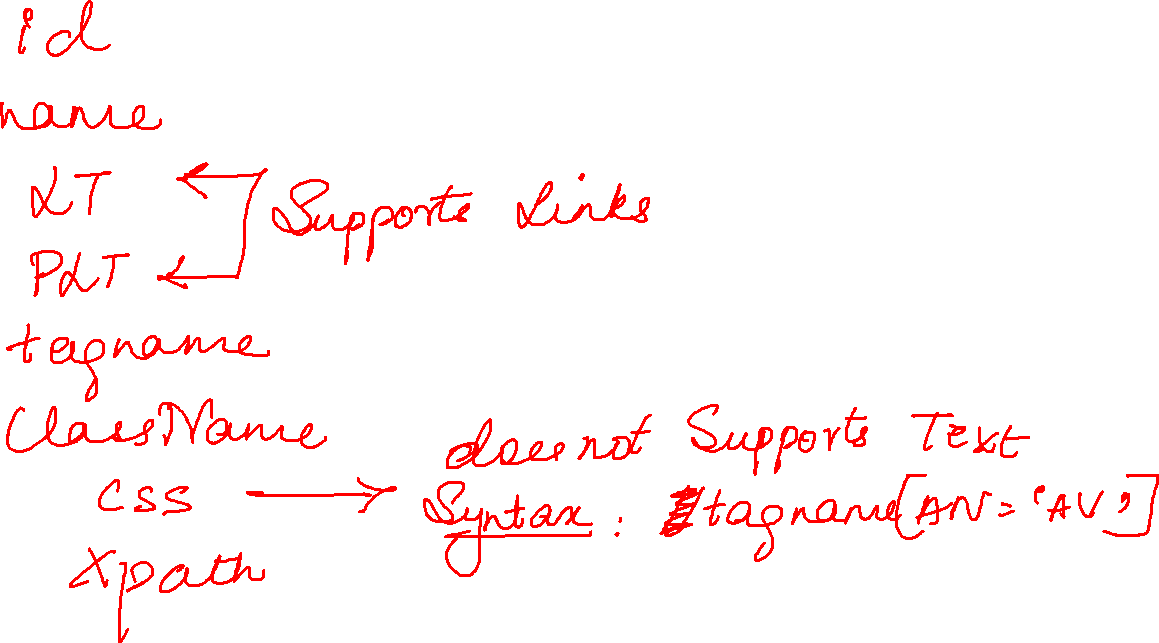 id
name
LT
Supports Links
PLT
tagname
ClassName
does not Supports Text
CSS
Syntax : tagname[AN='AV']
Xpath